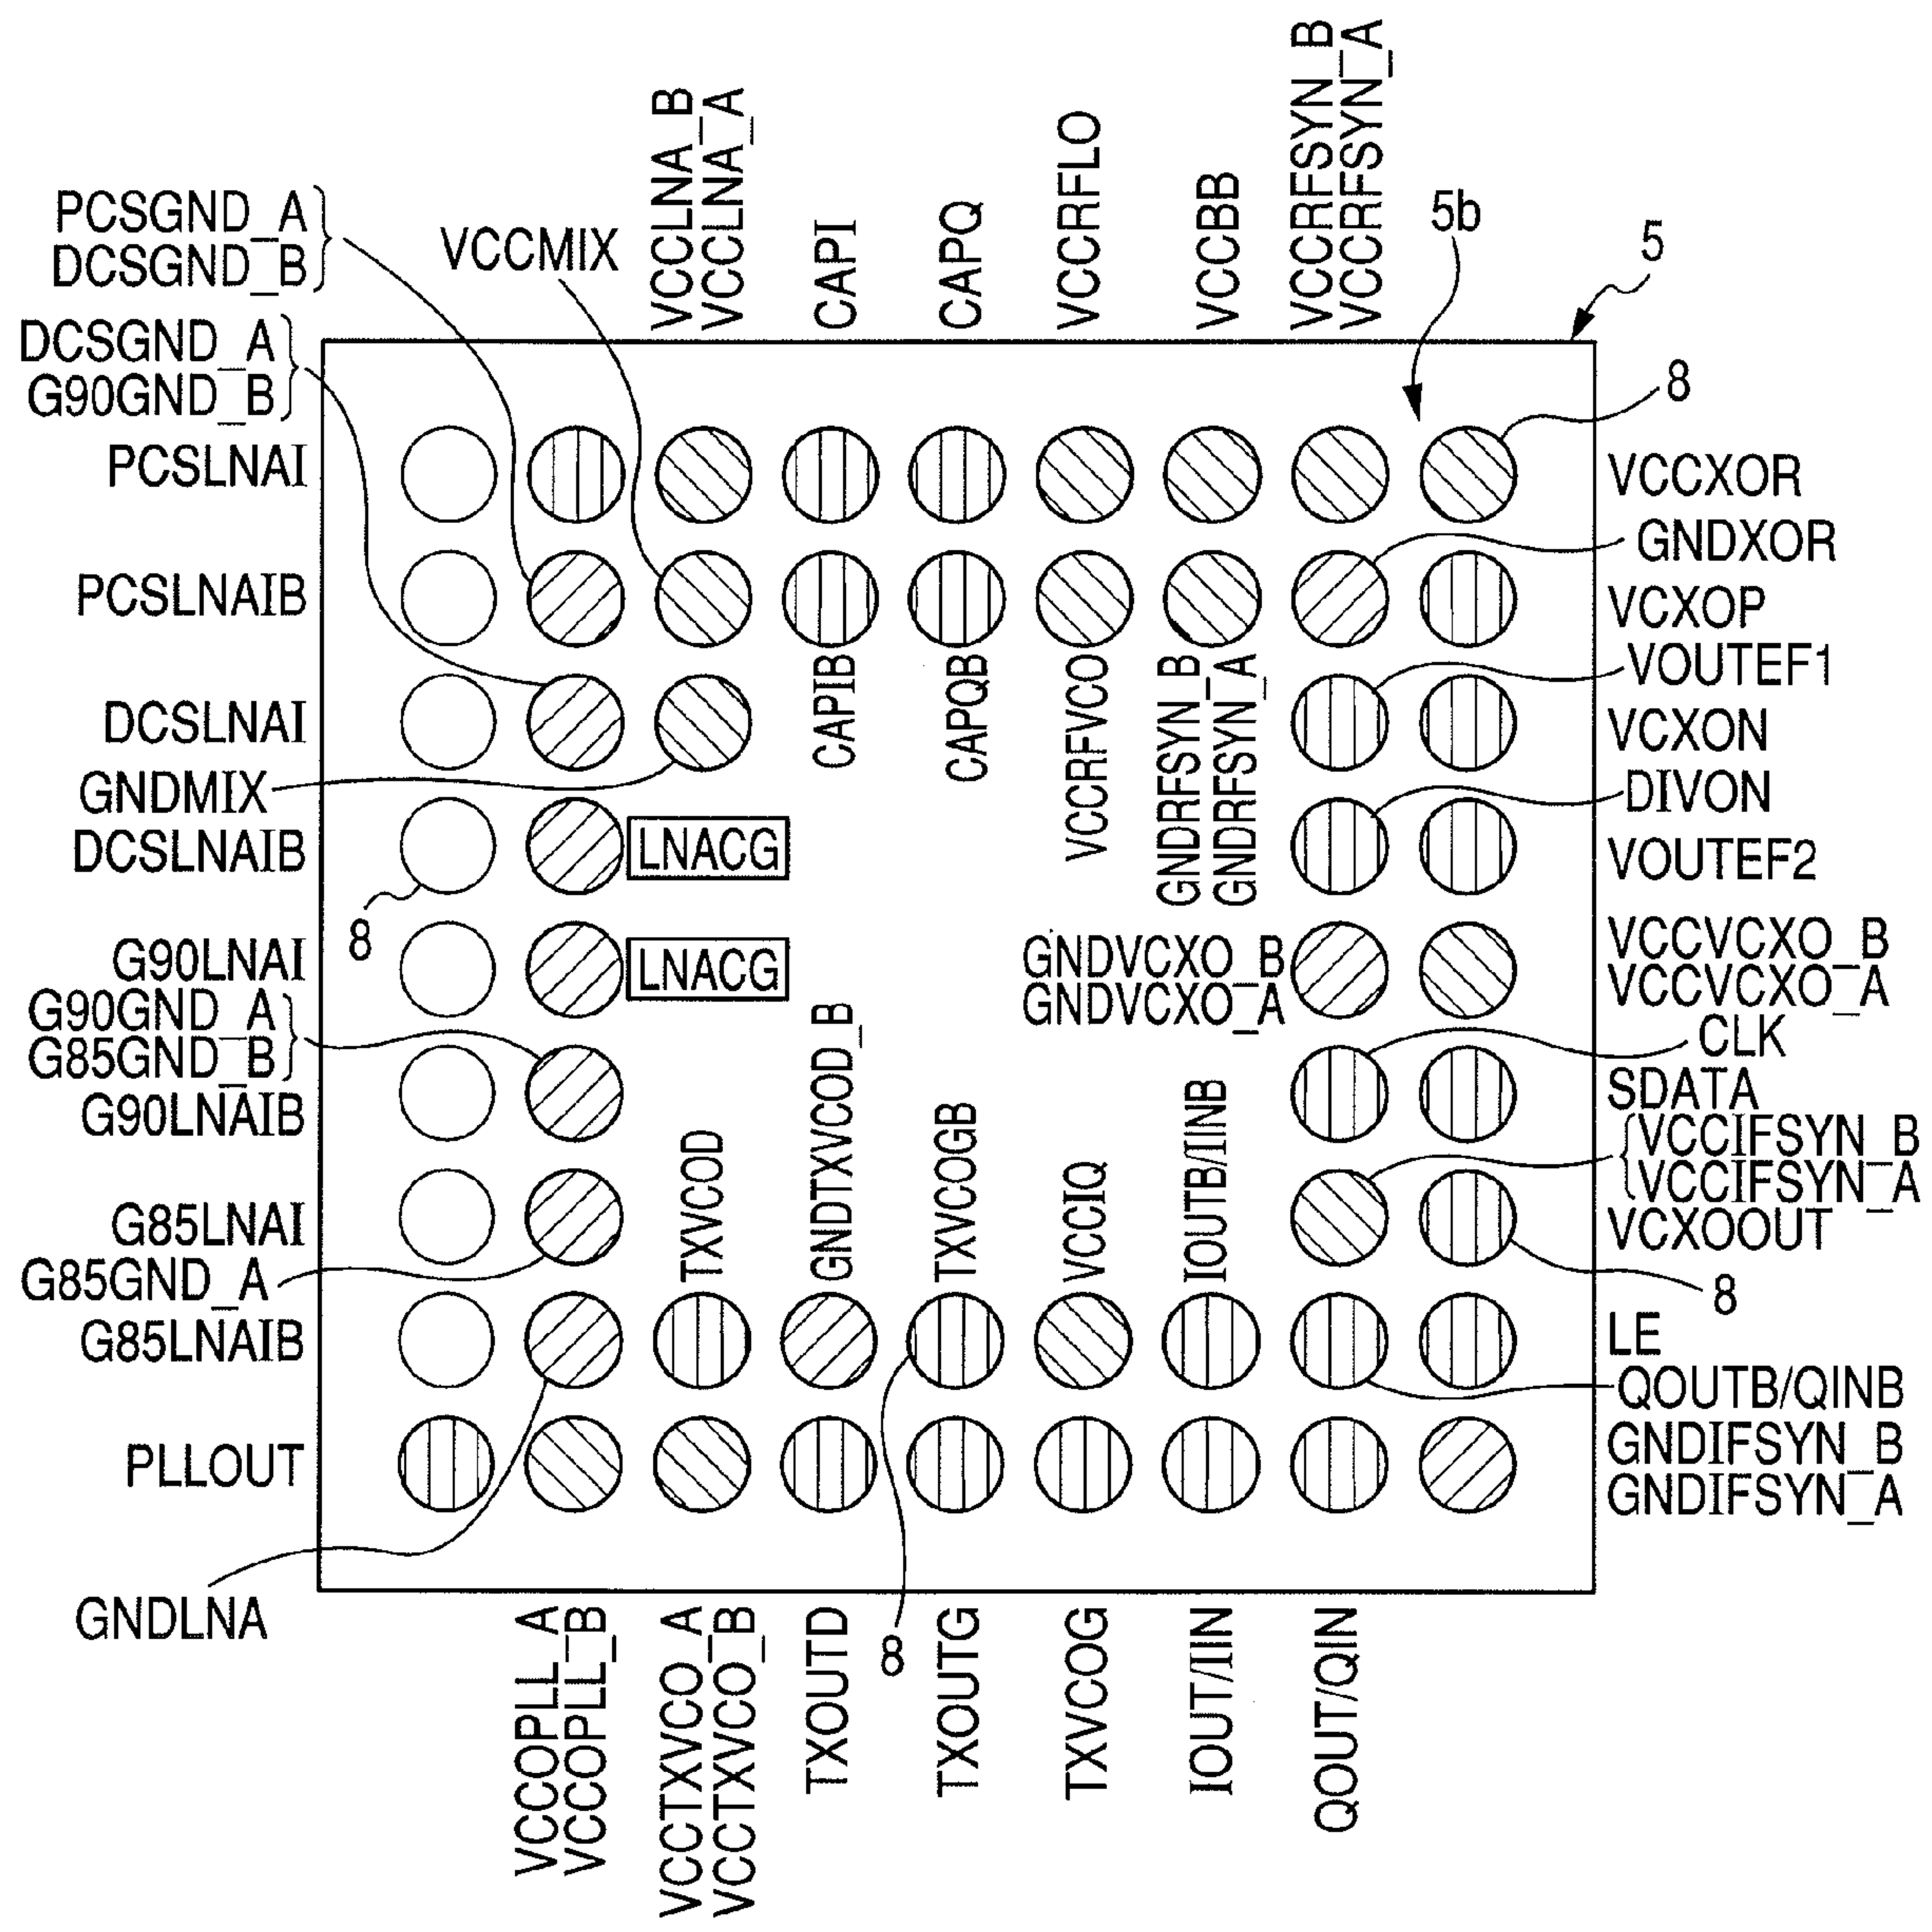 PCSGND_A
DCSGND_B
DCSGND_A
G90GND_B
VCCMIX
VCCLNA_B
VCCLNA_A
CAPI
CAPQ
VCCRFLO
VCCBB
VCCRFSYN_B
VCCRFSYN_A
5b
5
8
PCSLNAI
PCSLNAIB
DCSLNAI
GNDMIX
DCSLNAIB
8
G90LNAI
G90GND_A
G85GND_B
G90LNAIB
G85LNAI
G85GND_A
G85LNAIB
PLLOUT
GNDLNA
LNACG
LNACG
CAPIB
CAPQB
VCCRFVCO
GNDRFSYN_B
GNDRFSYN_A
GNDVCXO_B
GNDVCXO_A
TXVCOD
GNDTXVCOD_B
TXVCOGB
VCCIQ
IOUTB/IINB
VCCXOR
GNDXOR
VCXOP
VOUTEF1
VCXON
DIVON
VOUTEF2
VCCVCXO_B
VCCVCXO_A
CLK
SDATA
VCCIFSYN_B
VCCIFSYN_A
VCXOOUT
8
LE
QOUTB/QINB
GNDIFSYN_B
GNDIFSYN_A
VCCOPLL_A
VCCOPLL_B
VCCTXVCO_A
VCCTXVCO_B
TXOUTD
8
TXOUTG
TXVCOG
IOUT/IIN
QOUT/QIN